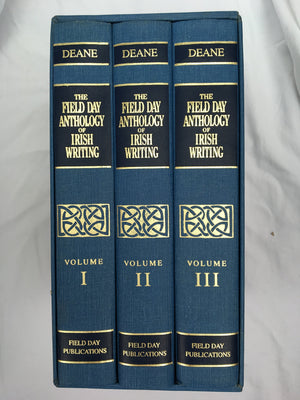 DEANE
THE
FIELD DAY
ANTHOLOGY
OF
IRISH
WRITING
VOLUME
I
FIELD DAY
PUBLICATIONS
DEANE
THE
FIELD DAY
ANTHOLOGY
OF
IRISH
WRITING
VOLUME
II
FIELD DAY
PUBLICATIONS
DEANE
THE
FIELD DAY
ANTHOLOGY
OF
IRISH
WRITING
VOLUME
III
FIELD DAY
PUBLICATIONS